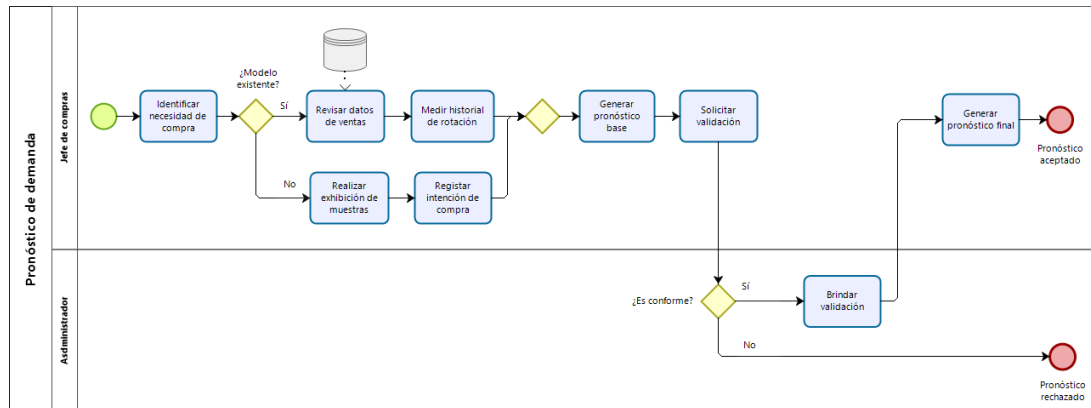 Pronóstico de demanda
Jefe de compras
Identificar
necesidad de
compra
¿Modelo
existente?
Sí
Revisar datos
de ventas
Medir historial
de rotación
Generar
pronóstico
base
Solicitar
validación
Generar
pronóstico final
Pronóstico
aceptado
No
Realizar
exhibición de
muestras
Registar
intención de
compra
Asdministrador
¿Es conforme?
Sí
Brindar
validación
No
Pronóstico
rechazado